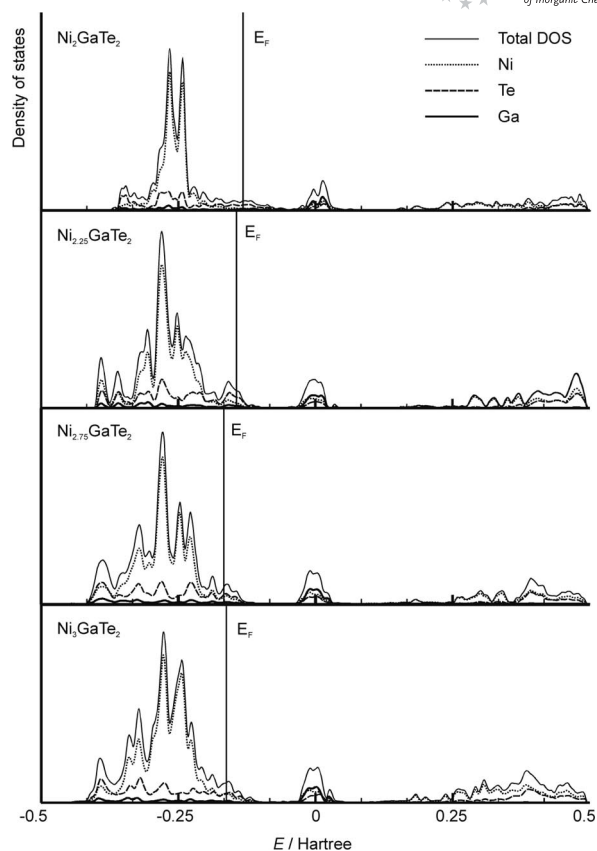 of Inorganic Che
Ni2GaTe2
EF
Total DOS
Ni
Te
Ga
Density of states
Ni2.25GaTe2
EF
Ni2.75GaTe2
EF
Ni3GaTe2
EF
-0.5 -0.25 0 0.25 0.5
E / Hartree